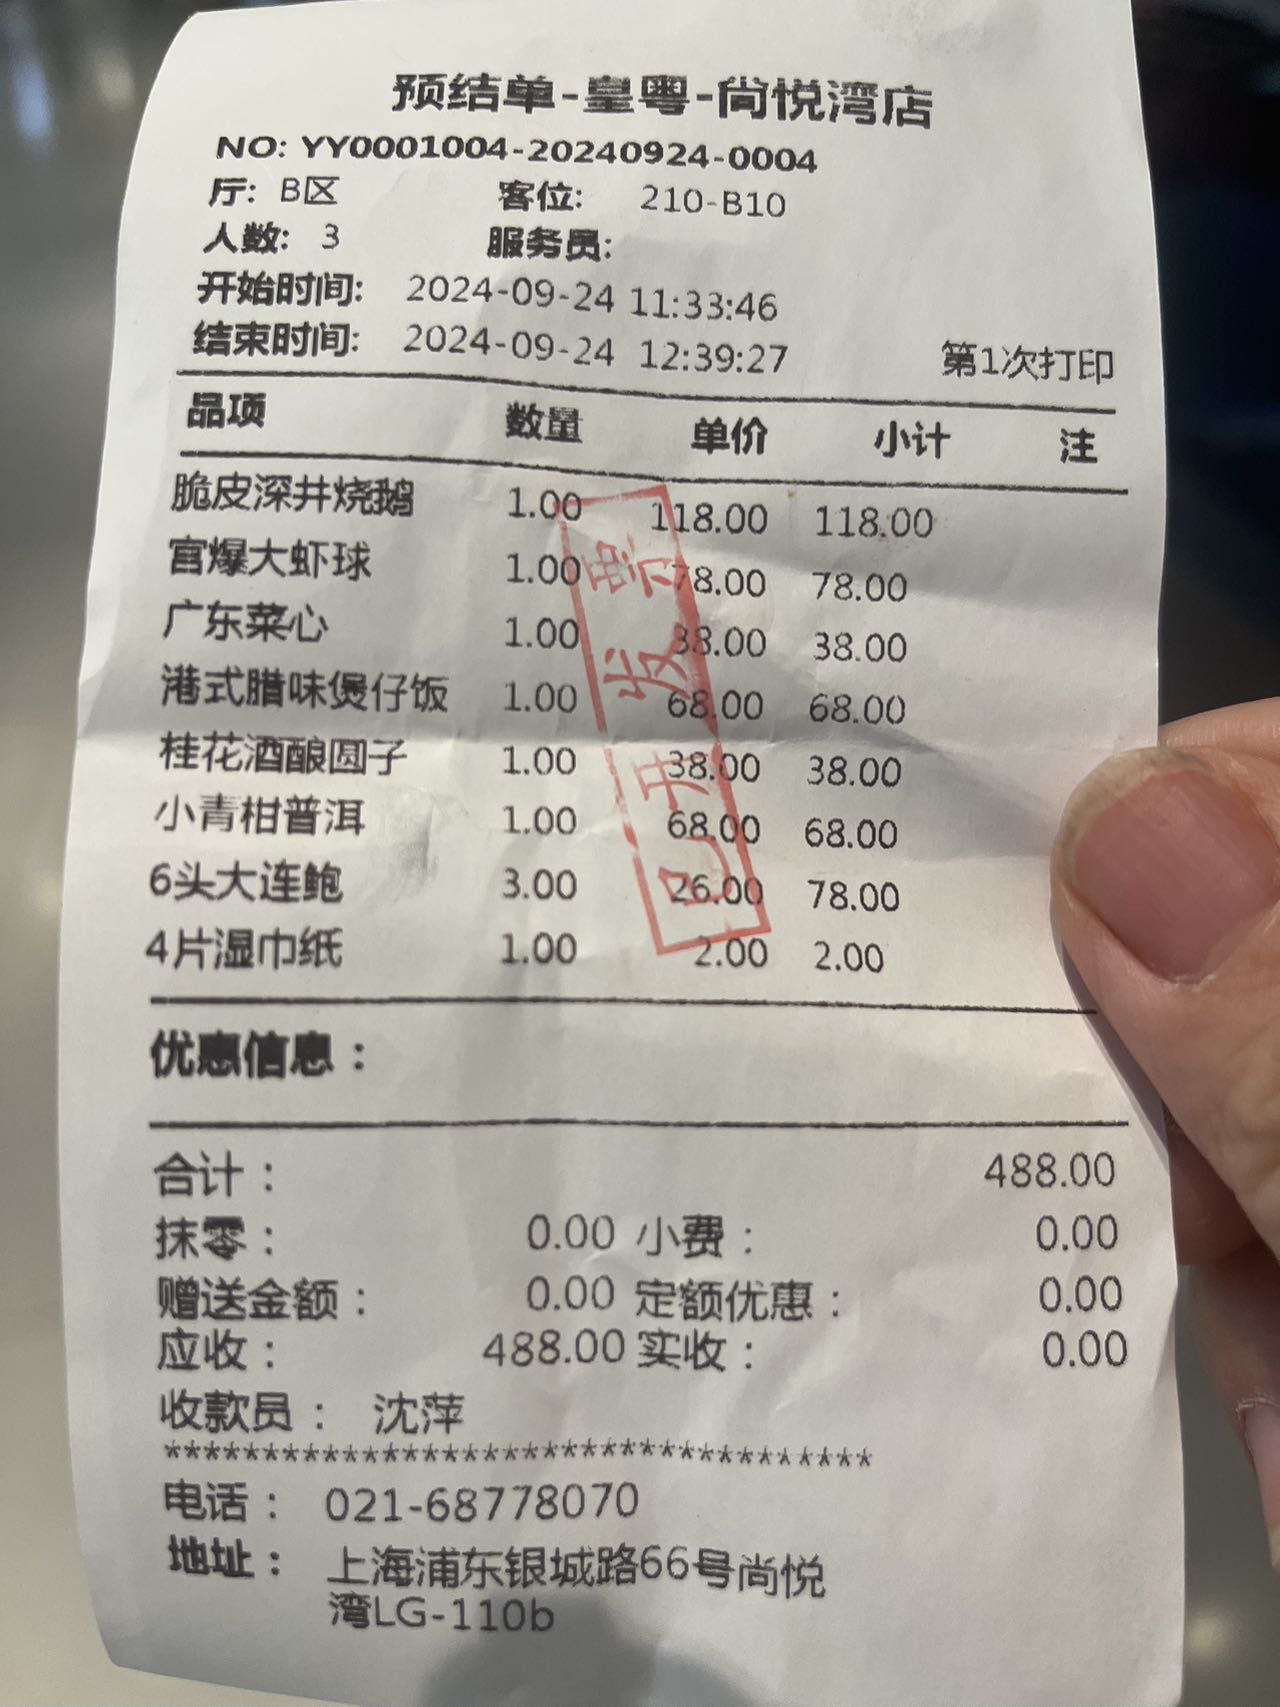 预结单-皇粤-尚悦湾店
NO: YY0001004-20240924-0004
厅: B区 客位: 210-B10
人数: 3 服务员:
开始时间: 2024-09-24 11:33:46
结束时间: 2024-09-24 12:39:27 第1次打印
品项 数量 单价 小计 注
脆皮深井烧鹅 1.00 118.00 118.00
宫爆大虾球 1.00 78.00 78.00
广东菜心 1.00 38.00 38.00
港式腊味煲仔饭 1.00 68.00 68.00
桂花酒酿圆子 1.00 38.00 38.00
小青柑普洱 1.00 68.00 68.00
6头大连鲍 3.00 26.00 78.00
4片湿巾纸 1.00 2.00 2.00
已开发票
优惠信息：
合计： 488.00
抹零： 0.00 小费： 0.00
赠送金额： 0.00 定额优惠： 0.00
应收： 488.00 实收： 0.00
收款员： 沈萍
************************************
电话： 021-68778070
地址： 上海浦东银城路66号尚悦
湾LG-110b